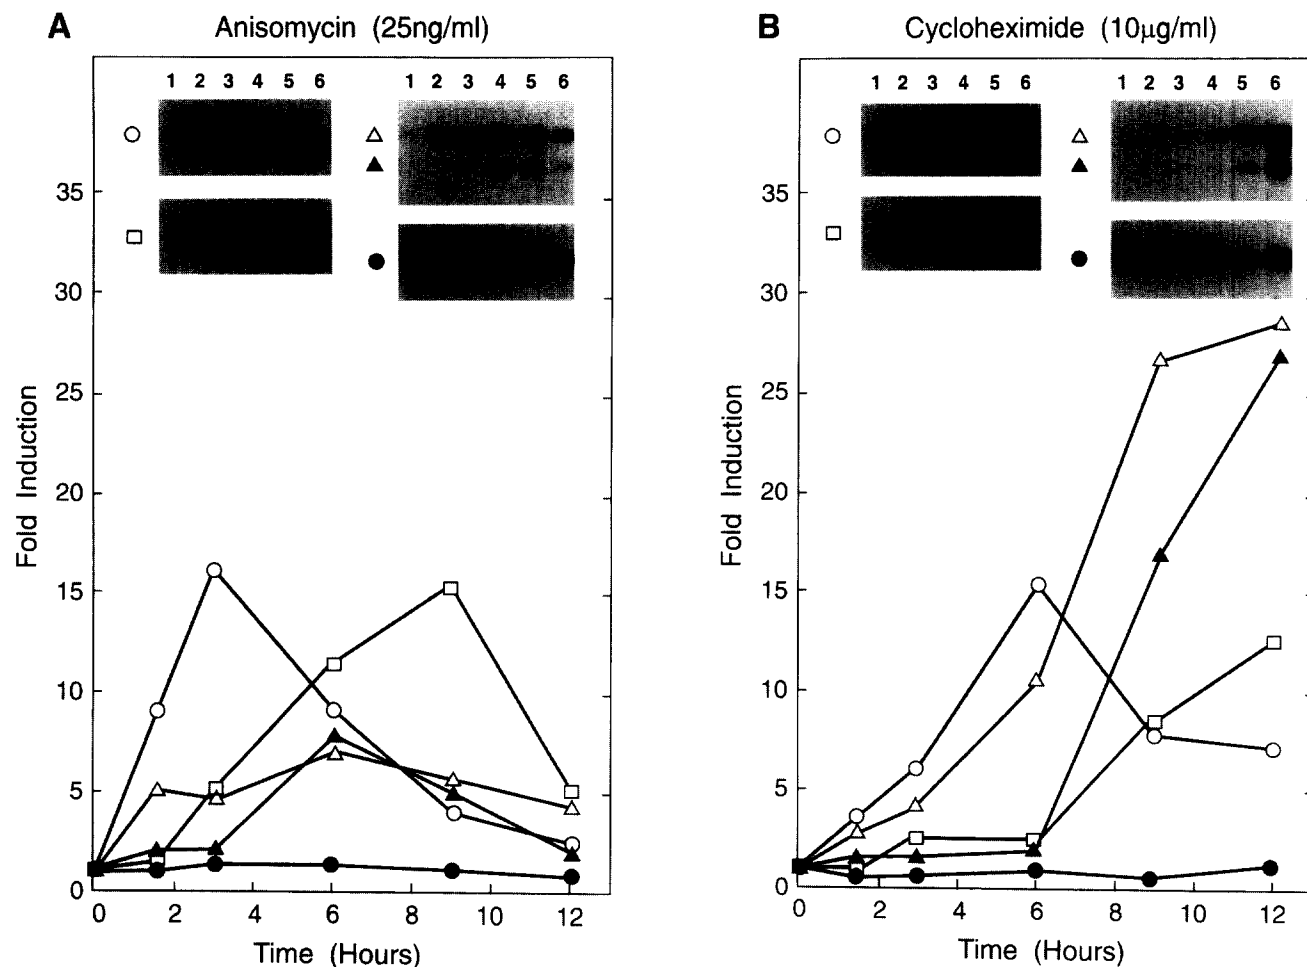 A Anisomycin (25ng/ml)
1 2 3 4 5 6
1 2 3 4 5 6
35
30
25
20
15
10
5
0
Fold Induction
0 2 4 6 8 10 12
Time (Hours)
B Cycloheximide (10μg/ml)
1 2 3 4 5 6
1 2 3 4 5 6
35
30
25
20
15
10
5
0
Fold Induction
0 2 4 6 8 10 12
Time (Hours)